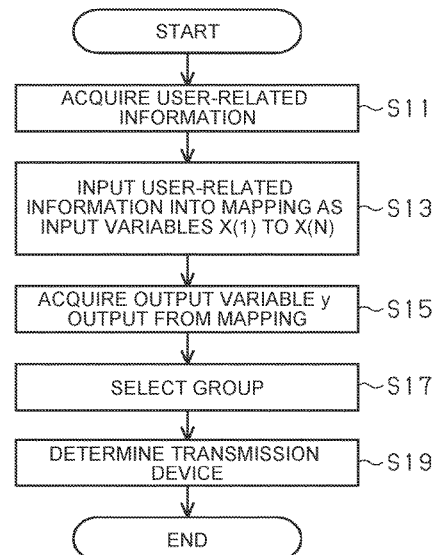 START
ACQUIRE USER-RELATED
INFORMATION
S11
INPUT USER-RELATED
INFORMATION INTO MAPPING AS
INPUT VARIABLES X(1) TO X(N)
S13
ACQUIRE OUTPUT VARIABLE y
OUTPUT FROM MAPPING
S15
SELECT GROUP
S17
DETERMINE TRANSMISSION
DEVICE
S19
END